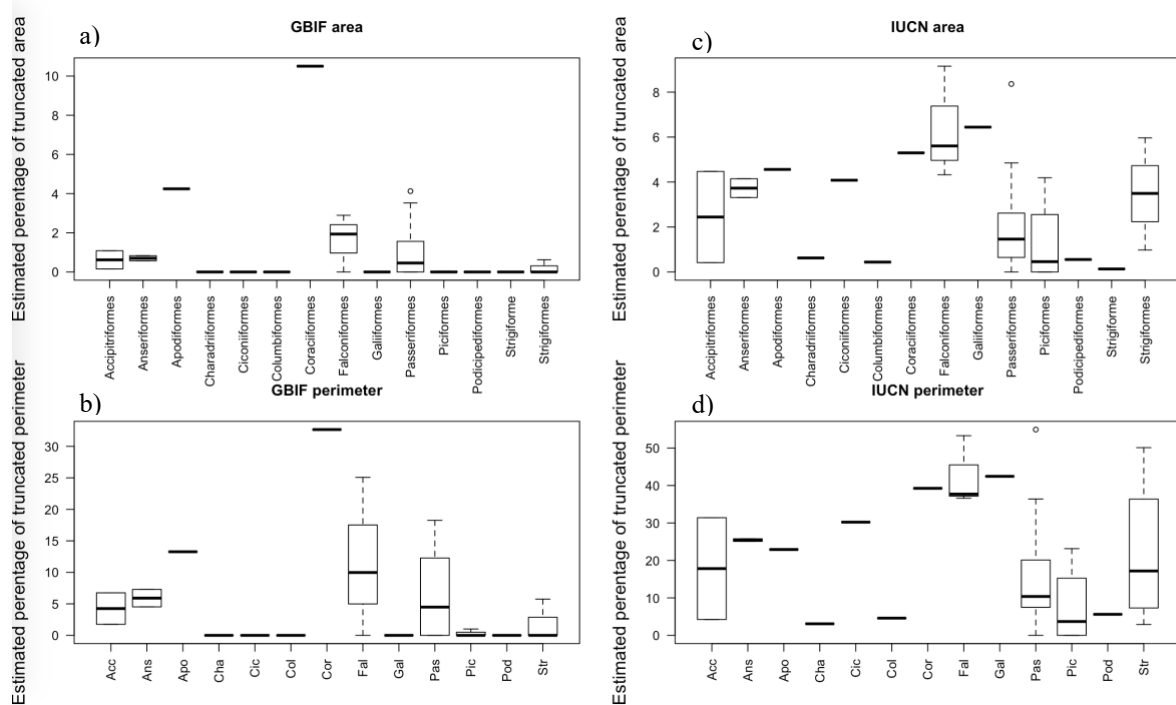 a)
GBIF area
Estimated perentage of truncated area
10
8
6
4
2
0
Accipitriformes
Anseriformes
Apodiformes
Charadriiformes
Ciconiiformes
Columbiformes
Coraciiformes
Falconiformes
Galliformes
Passeriformes
Piciformes
Podicipediformes
Strigiforme
Strigiformes
c)
IUCN area
Estimated percentage of truncated area
8
6
4
2
0
Accipitriformes
Anseriformes
Apodiformes
Charadriiformes
Ciconiiformes
Columbiformes
Coraciiformes
Falconiformes
Galliformes
Passeriformes
Piciformes
Podicipediformes
Strigiforme
Strigiformes
b)
GBIF perimeter
Estimated percentage of truncated perimeter
30
25
20
15
10
5
0
Acc
Ans
Apo
Cha
Cic
Col
Cor
Fal
Gal
Pas
Pic
Pod
Str
d)
IUCN perimeter
Estimated percentage of truncated perimeter
50
40
30
20
10
0
Acc
Ans
Apo
Cha
Cic
Col
Cor
Fal
Gal
Pas
Pic
Pod
Str